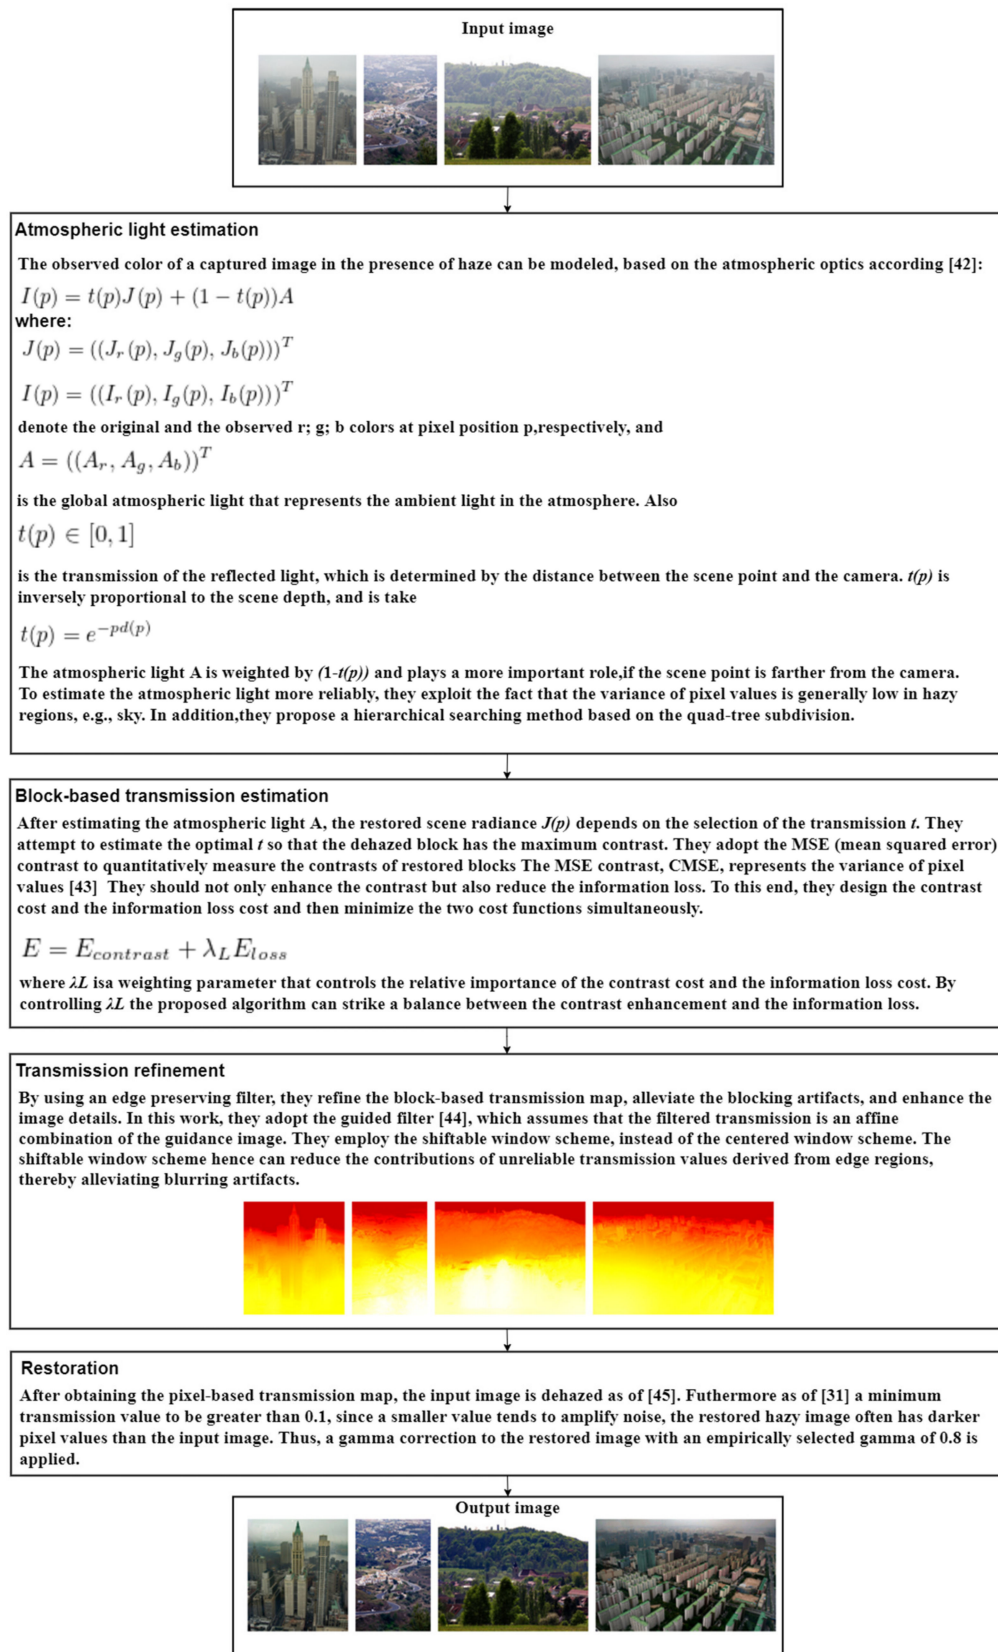 Input image
Atmospheric light estimation
The observed color of a captured image in the presence of haze can be modeled, based on the atmospheric optics according [42]:
I(p) = t(p)J(p) + (1 − t(p))A
where:
J(p) = ((J_r(p), J_g(p), J_b(p)))^T
I(p) = ((I_r(p), I_g(p), I_b(p)))^T
denote the original and the observed r; g; b colors at pixel position p,respectively, and
A = ((A_r, A_g, A_b))^T
is the global atmospheric light that represents the ambient light in the atmosphere. Also
t(p) ∈ [0, 1]
is the transmission of the reflected light, which is determined by the distance between the scene point and the camera. t(p) is
inversely proportional to the scene depth, and is take
t(p) = e^{−pd(p)}
The atmospheric light A is weighted by (1-t(p)) and plays a more important role,if the scene point is farther from the camera.
To estimate the atmospheric light more reliably, they exploit the fact that the variance of pixel values is generally low in hazy
regions, e.g., sky. In addition,they propose a hierarchical searching method based on the quad-tree subdivision.
Block-based transmission estimation
After estimating the atmospheric light A, the restored scene radiance J(p) depends on the selection of the transmission t. They
attempt to estimate the optimal t so that the dehazed block has the maximum contrast. They adopt the MSE (mean squared error)
contrast to quantitatively measure the contrasts of restored blocks The MSE contrast, CMSE, represents the variance of pixel
values [43] They should not only enhance the contrast but also reduce the information loss. To this end, they design the contrast
cost and the information loss cost and then minimize the two cost functions simultaneously.
E = E_{contrast} + λ_L E_{loss}
where λL isa weighting parameter that controls the relative importance of the contrast cost and the information loss cost. By
controlling λL the proposed algorithm can strike a balance between the contrast enhancement and the information loss.
Transmission refinement
By using an edge preserving filter, they refine the block-based transmission map, alleviate the blocking artifacts, and enhance the
image details. In this work, they adopt the guided filter [44], which assumes that the filtered transmission is an affine
combination of the guidance image. They employ the shiftable window scheme, instead of the centered window scheme. The
shiftable window scheme hence can reduce the contributions of unreliable transmission values derived from edge regions,
thereby alleviating blurring artifacts.
Restoration
After obtaining the pixel-based transmission map, the input image is dehazed as of [45]. Futhermore as of [31] a minimum
transmission value to be greater than 0.1, since a smaller value tends to amplify noise, the restored hazy image often has darker
pixel values than the input image. Thus, a gamma correction to the restored image with an empirically selected gamma of 0.8 is
applied.
Output image